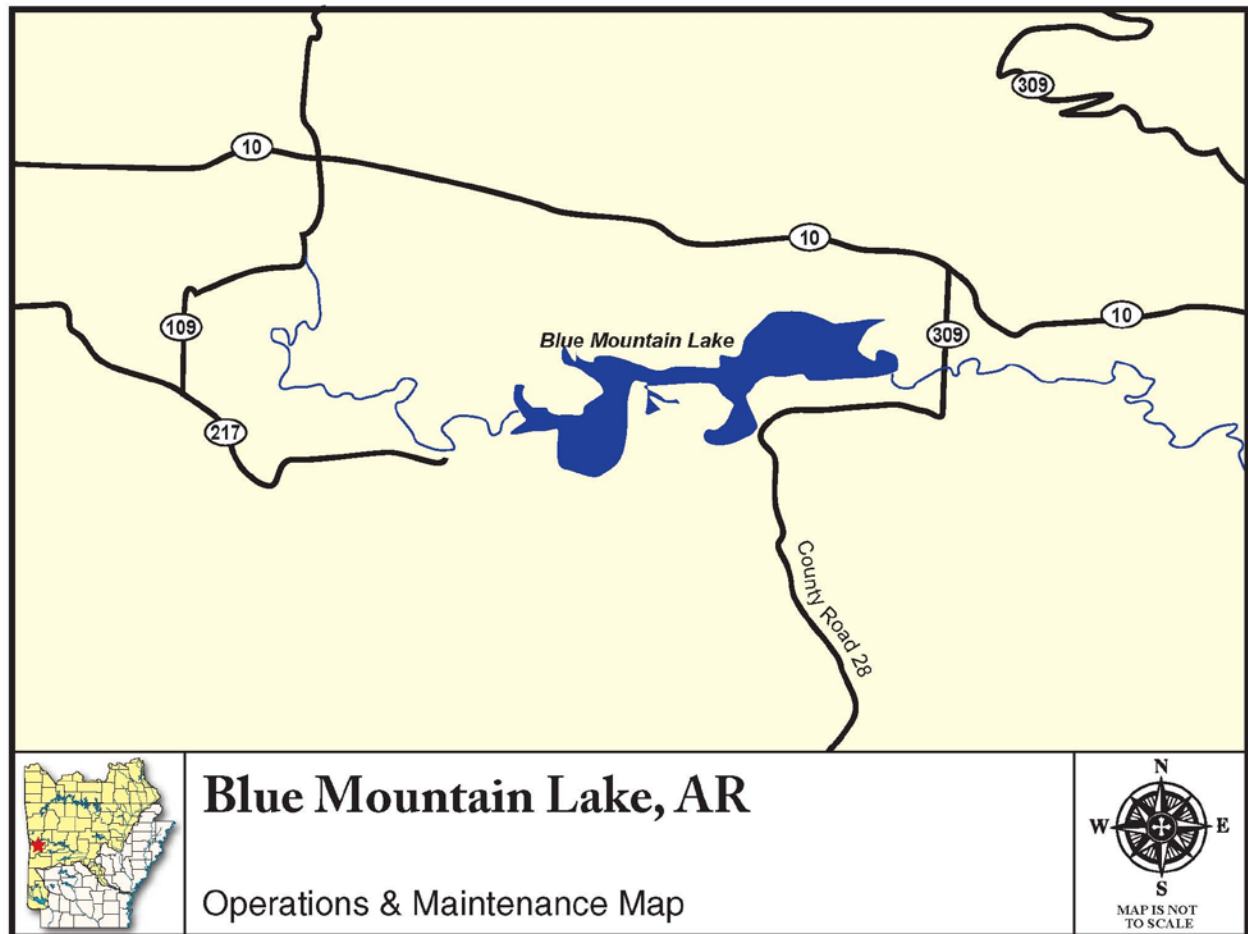 309
10
10
10
109
309
Blue Mountain Lake
217
County Road 28
Blue Mountain Lake, AR
Operations & Maintenance Map
N
W
E
S
MAP IS NOT
TO SCALE